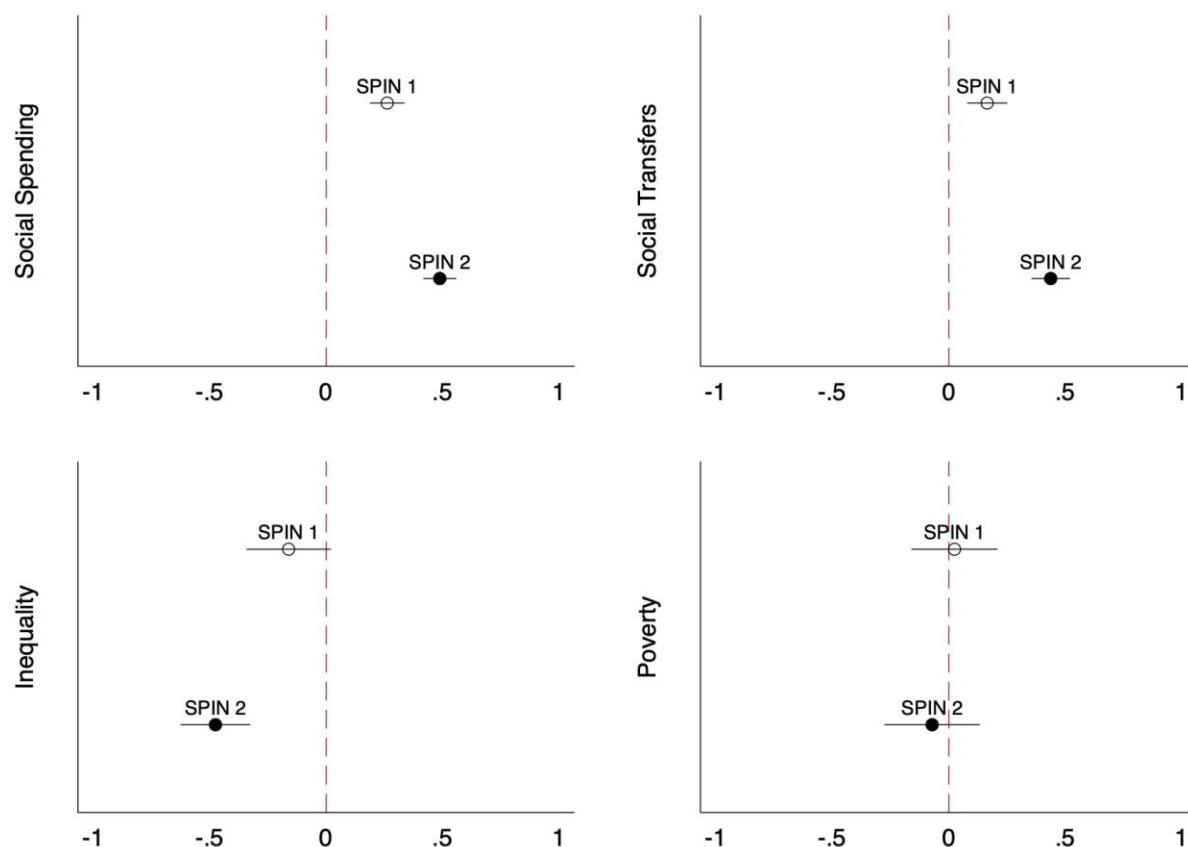 Social Spending
SPIN 1
SPIN 2
-1 -.5 0 .5 1
Social Transfers
SPIN 1
SPIN 2
-1 -.5 0 .5 1
Inequality
SPIN 1
SPIN 2
-1 -.5 0 .5 1
Poverty
SPIN 1
SPIN 2
-1 -.5 0 .5 1